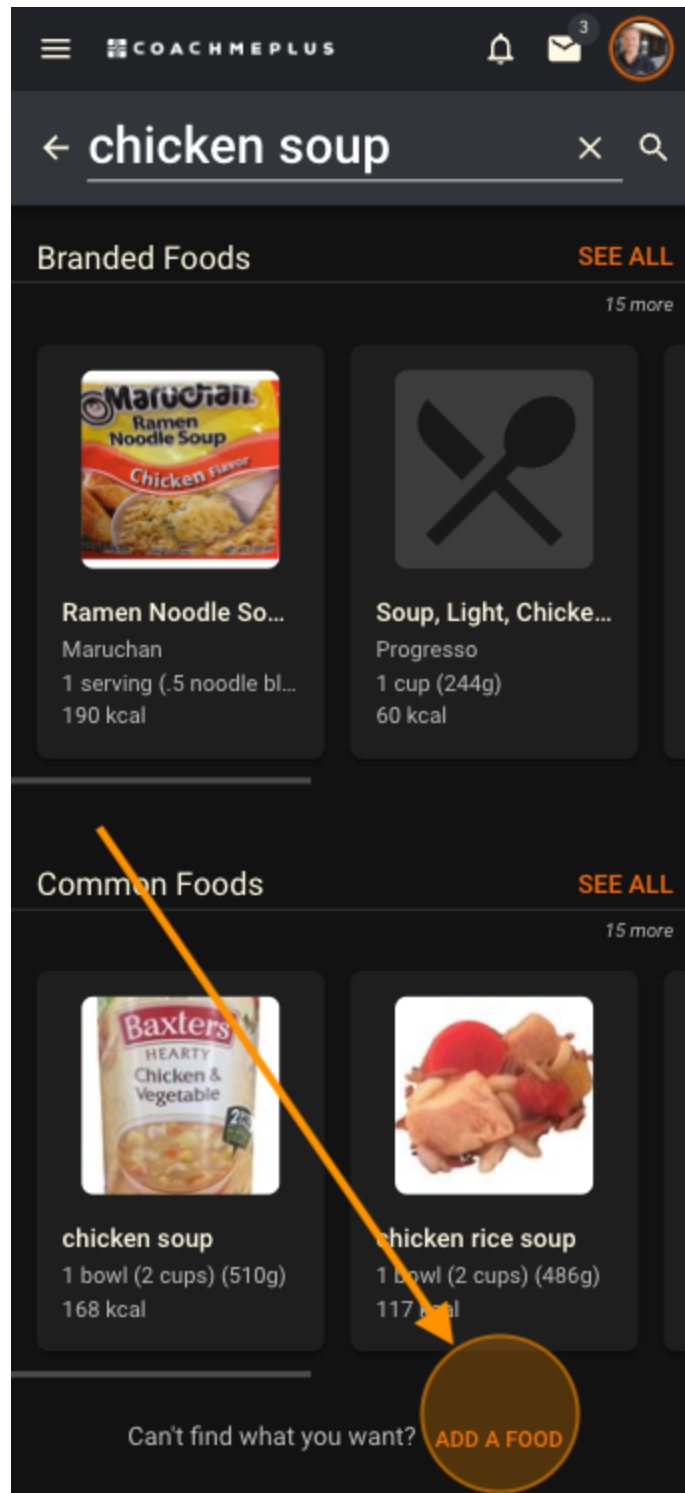 COACHMEPLUS
3
chicken soup
Branded Foods
SEE ALL
15 more
Maruchan
Ramen
Noodle Soup
Chicken Flavor
Ramen Noodle So...
Maruchan
1 serving (.5 noodle bl...
190 kcal
Soup, Light, Chicke...
Progresso
1 cup (244g)
60 kcal
Common Foods
SEE ALL
15 more
Baxters
HEARTY
Chicken &
Vegetable
chicken soup
1 bowl (2 cups) (510g)
168 kcal
chicken rice soup
1 bowl (2 cups) (486g)
117 kcal
Can't find what you want? ADD A FOOD